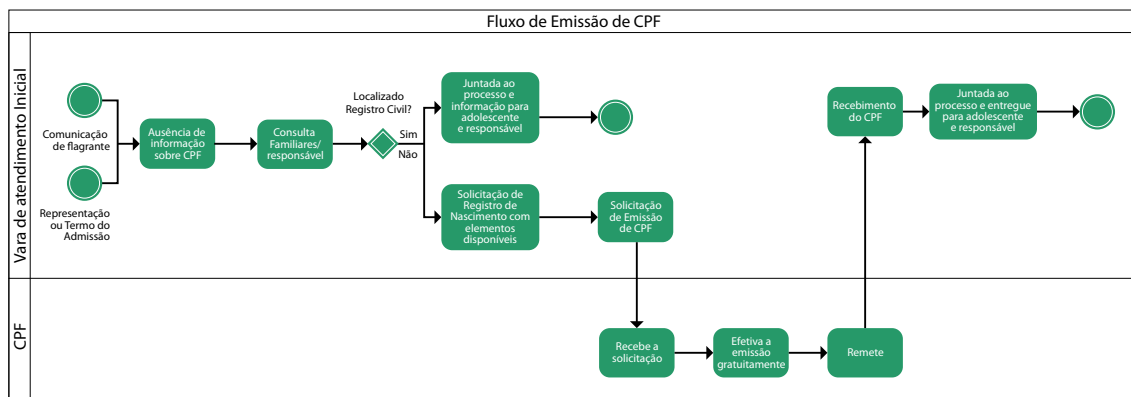 Fluxo de Emissão de CPF
Vara de atendimento Inicial
Comunicação
de flagrante
Representação
ou Termo do
Admissão
Ausência de
informação
sobre CPF
Consulta
Familiares/
responsável
Localizado
Registro Civil?
Sim
Não
Juntada ao
processo e
informação para
adolescente
e responsável
Solicitação de
Registro de
Nascimento com
elementos
disponíveis
Solicitação
de Emissão
de CPF
Recebimento
do CPF
Juntada ao
processo e entregue
para adolescente
e responsável
CPF
Recebe a
solicitação
Efetiva a
emissão
gratuitamente
Remete